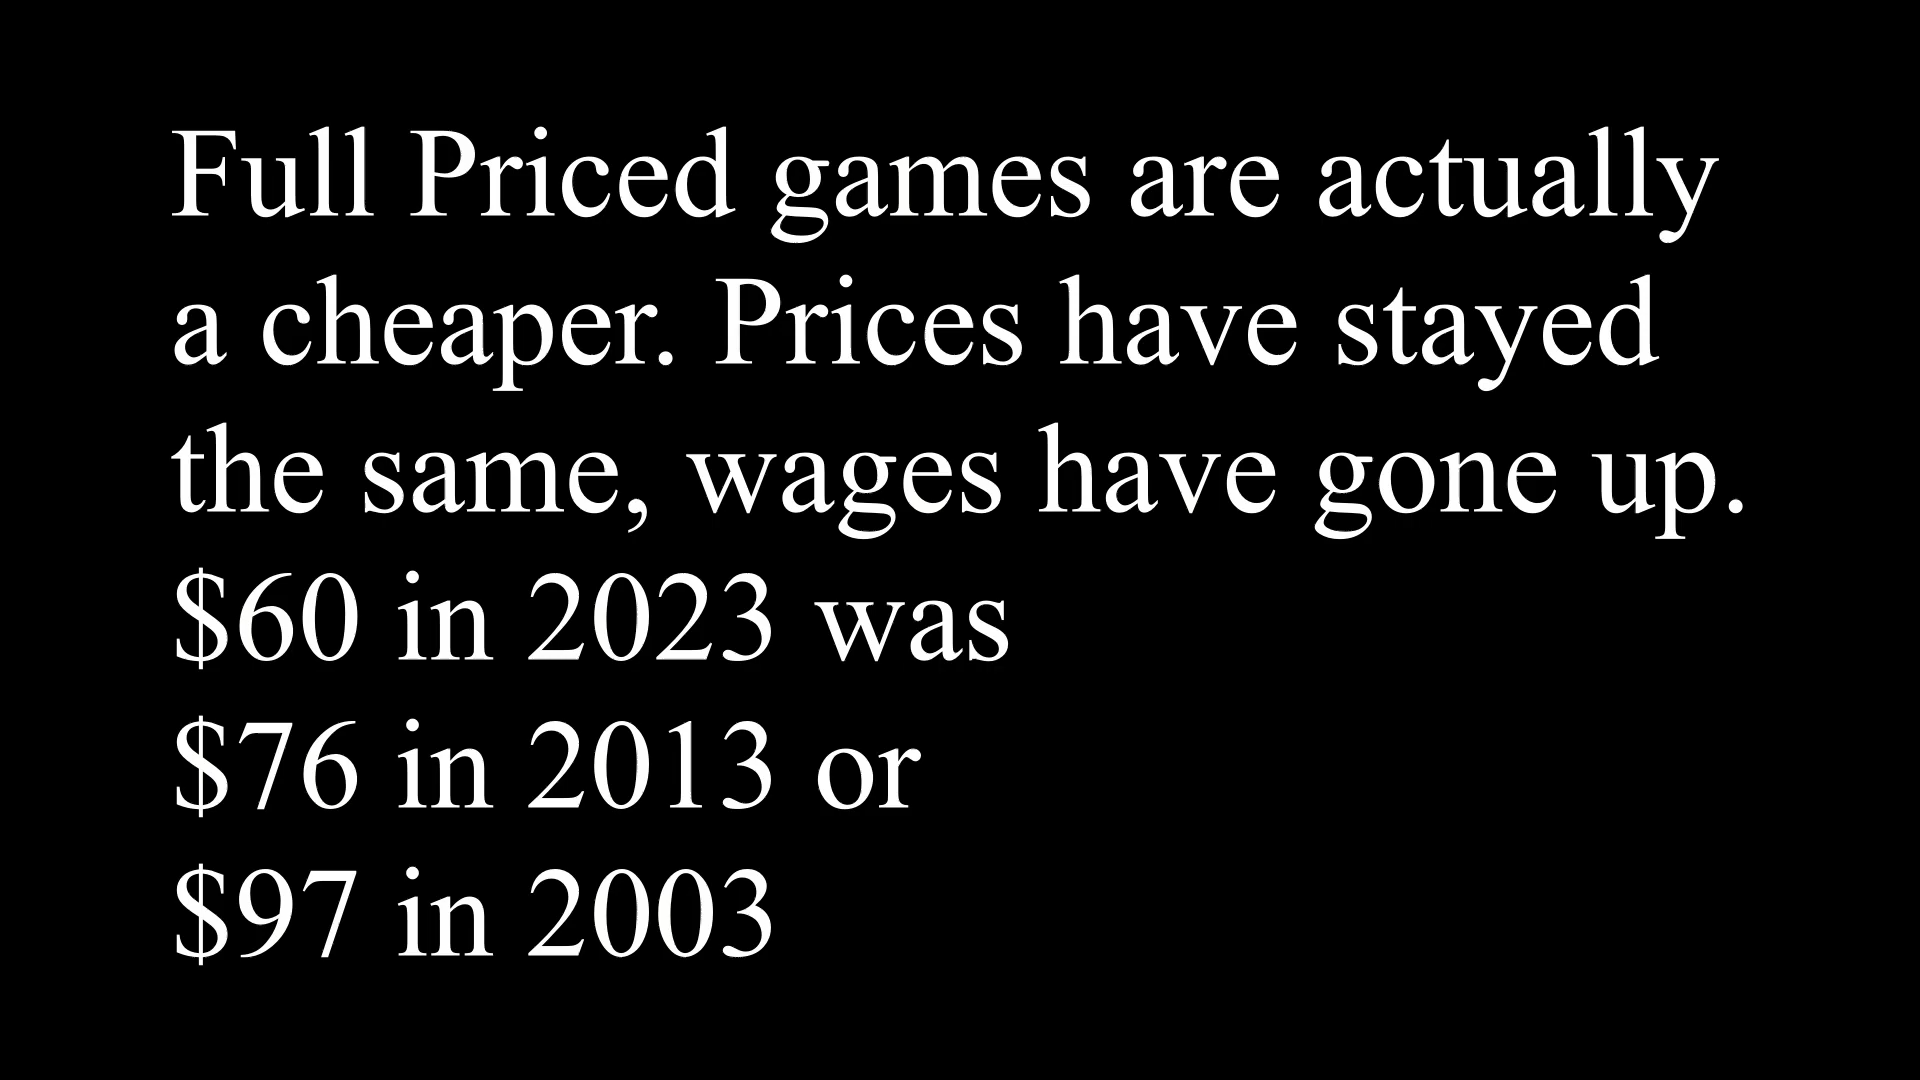 Full Priced games are actually
a cheaper. Prices have stayed
the same, wages have gone up.
$60 in 2023 was
$76 in 2013 or
$97 in 2003